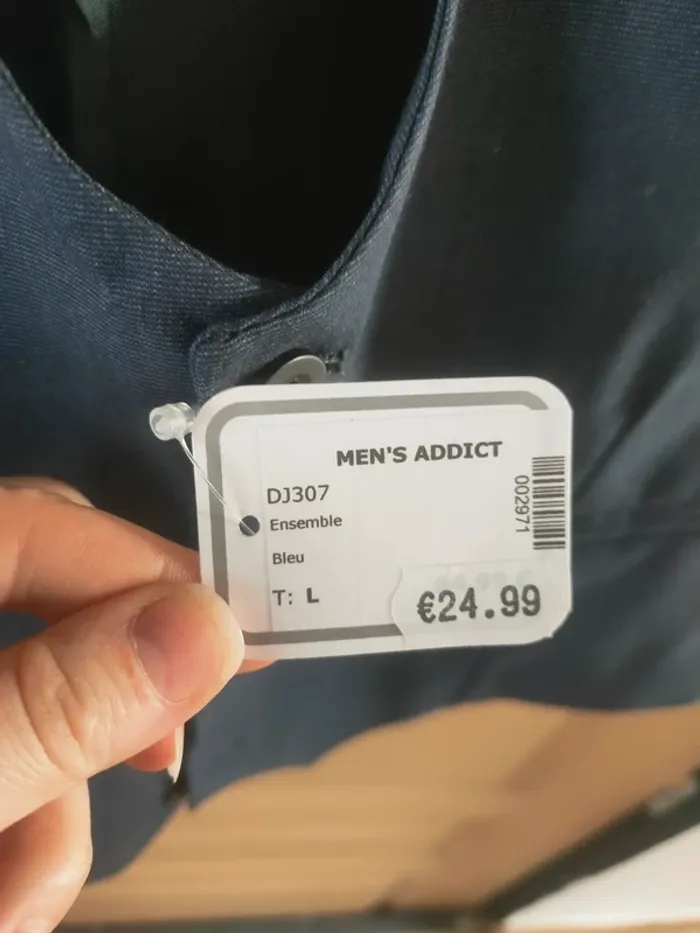 MEN'S ADDICT
DJ307
Ensemble
Bleu
T: L
002971
€24.99